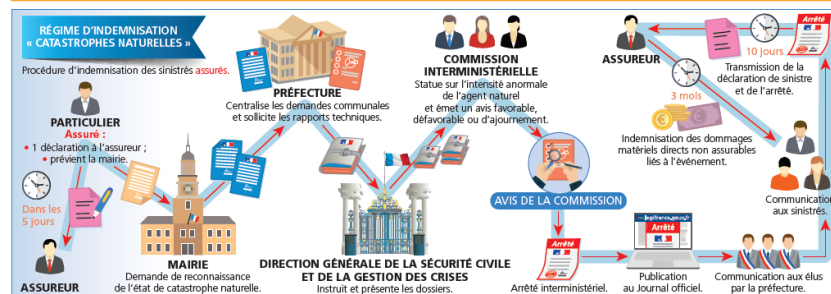 RÉGIME D'INDEMNISATION
« CATASTROPHES NATURELLES »
Procédure d'indemnisation des sinistrés assurés.
PARTICULIER
Assuré :
• 1 déclaration à l'assureur ;
• prévient la mairie.
Dans les
5 jours
ASSUREUR
MAIRIE
Demande de reconnaissance
de l'état de catastrophe naturelle.
PRÉFECTURE
Centralise les demandes communales
et sollicite les rapports techniques.
DIRECTION GÉNÉRALE DE LA SÉCURITÉ CIVILE
ET DE LA GESTION DES CRISES
Instruit et présente les dossiers.
COMMISSION
INTERMINISTÉRIELLE
Statue sur l'intensité anormale
de l'agent naturel
et émet un avis favorable,
défavorable ou d'ajournement.
AVIS DE LA COMMISSION
Arrêté
Arrêté interministériel.
legifrance.gouv.fr
Arrêté
Publication
au Journal officiel.
Communication aux élus
par la préfecture.
Arrêté
10 jours
Transmission de la
déclaration de sinistre
et de l'arrêté.
ASSUREUR
3 mois
Indemnisation des dommages
matériels directs non assurables
liés à l'événement.
Communication
aux sinistrés.